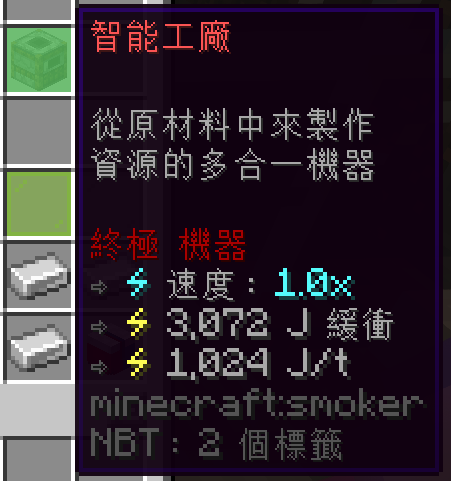 智能工廠
從原材料中來製作
資源的多合一機器
終極 機器
⇨ ⚡ 速度：1.0x
⇨ ⚡ 3,072 J 緩衝
⇨ ⚡ 1,024 J/t
minecraft:smoker
NBT：2 個標籤